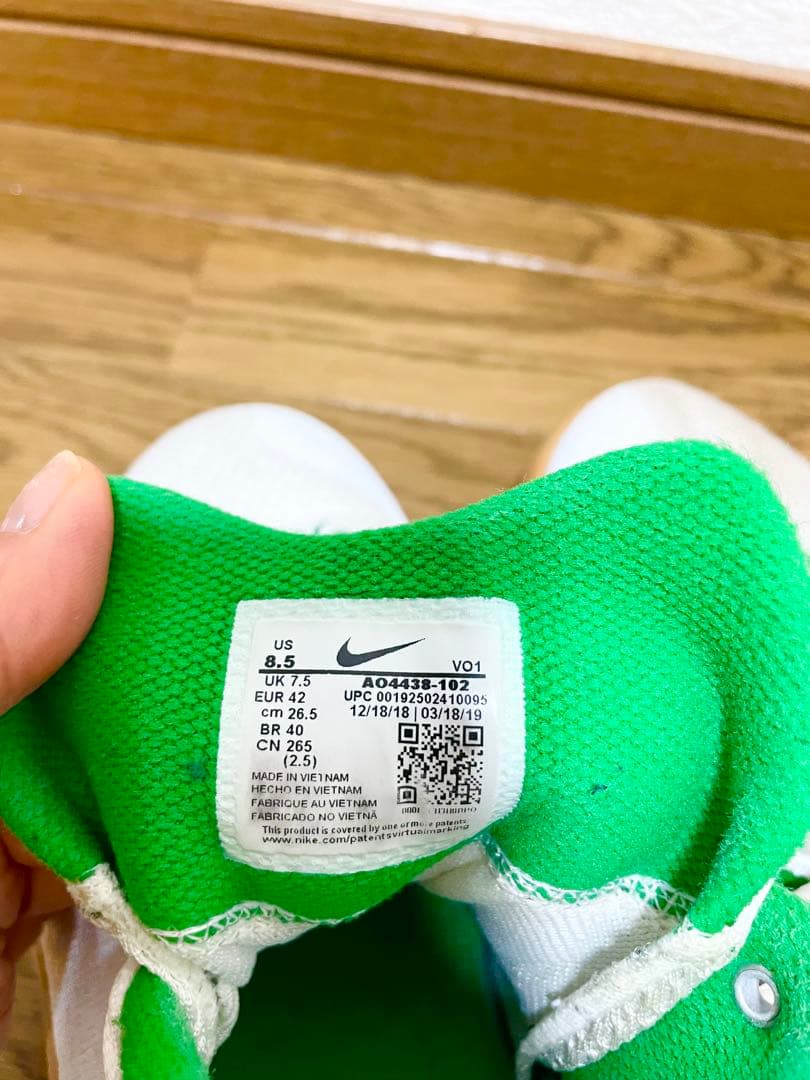 US
8.5
VO1
UK 7.5
AO4438-102
EUR 42
UPC 00192502410095
cm 26.5
12/18/18 | 03/18/19
BR 40
CN 265
(2.5)
MADE IN VIETNAM
HECHO EN VIETNAM
FABRIQUE AU VIETNAM
FABRICADO NO VIETNÃ
This product is covered by one or more patents
www.nike.com/patentsvirtualmarking